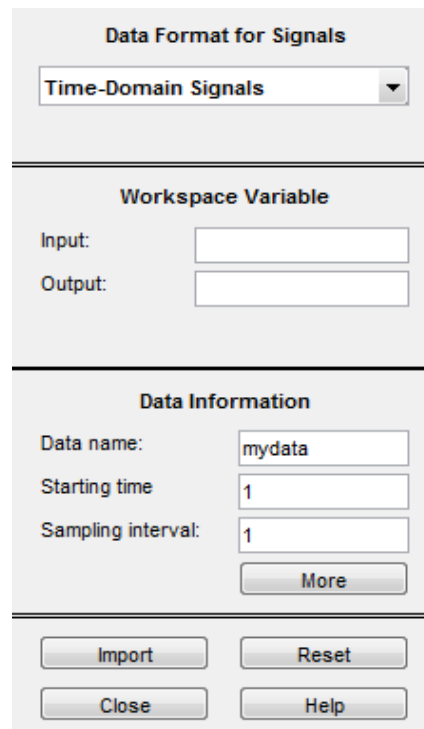 Data Format for Signals
Time-Domain Signals
Workspace Variable
Input:
Output:
Data Information
Data name: mydata
Starting time 1
Sampling interval: 1
More
Import Reset
Close Help